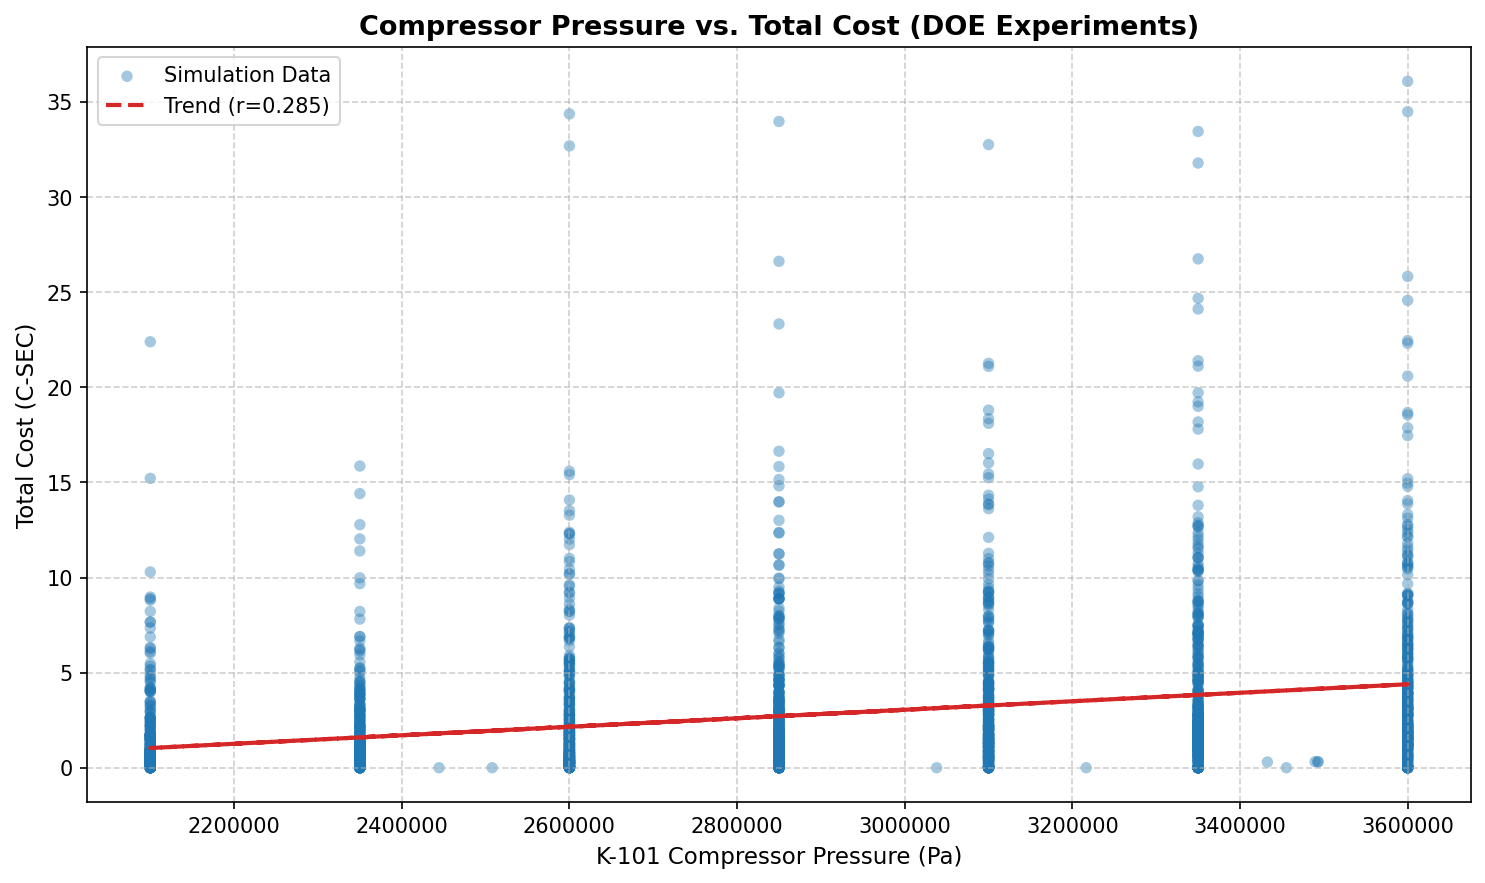 Compressor Pressure vs. Total Cost (DOE Experiments)
Simulation Data
Trend (r=0.285)
Total Cost (C-SEC)
35
30
25
20
15
10
5
0
2200000 2400000 2600000 2800000 3000000 3200000 3400000 3600000
K-101 Compressor Pressure (Pa)